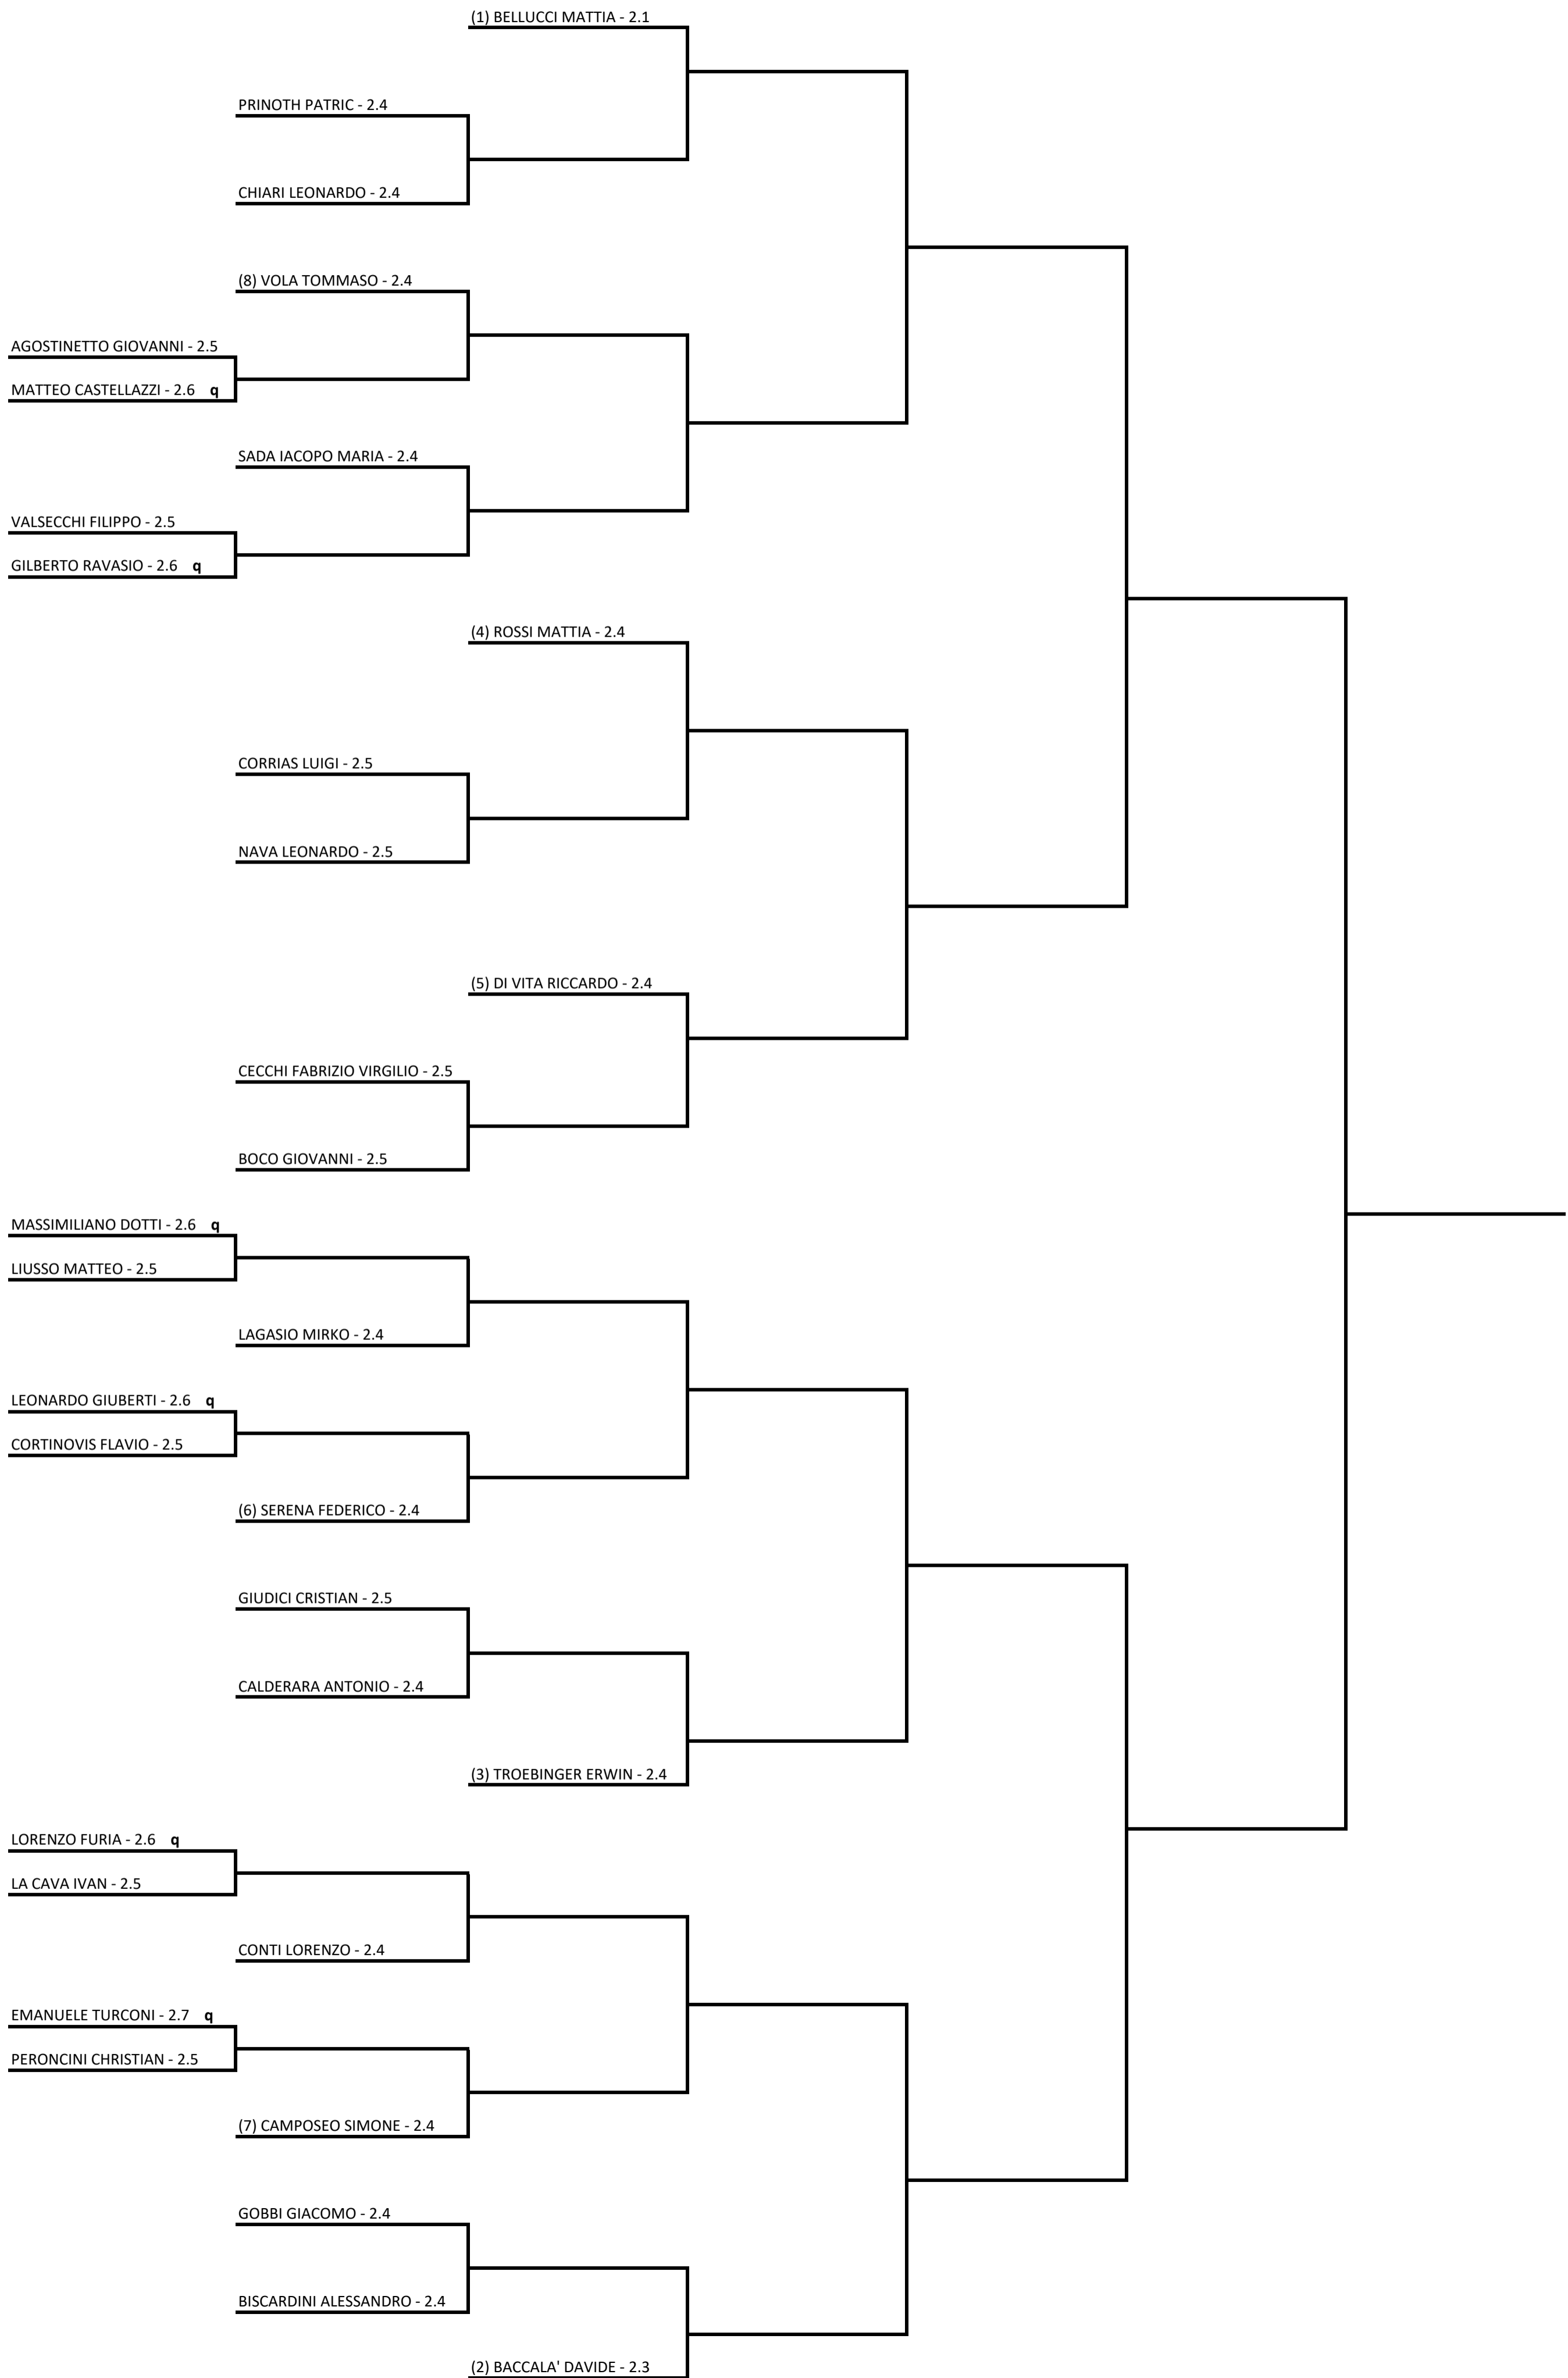 (1) BELLUCCI MATTIA - 2.1
PRINOTH PATRIC - 2.4
CHIARI LEONARDO - 2.4
(8) VOLA TOMMASO - 2.4
AGOSTINETTO GIOVANNI - 2.5
MATTEO CASTELLAZZI - 2.6 q
SADA IACOPO MARIA - 2.4
VALSECCHI FILIPPO - 2.5
GILBERTO RAVASIO - 2.6 q
(4) ROSSI MATTIA - 2.4
CORRIAS LUIGI - 2.5
NAVA LEONARDO - 2.5
(5) DI VITA RICCARDO - 2.4
CECCHI FABRIZIO VIRGILIO - 2.5
BOCO GIOVANNI - 2.5
MASSIMILIANO DOTTI - 2.6 q
LIUSSO MATTEO - 2.5
LAGASIO MIRKO - 2.4
LEONARDO GIUBERTI - 2.6 q
CORTINOVIS FLAVIO - 2.5
(6) SERENA FEDERICO - 2.4
GIUDICI CRISTIAN - 2.5
CALDERARA ANTONIO - 2.4
(3) TROEBINGER ERWIN - 2.4
LORENZO FURIA - 2.6 q
LA CAVA IVAN - 2.5
CONTI LORENZO - 2.4
EMANUELE TURCONI - 2.7 q
PERONCINI CHRISTIAN - 2.5
(7) CAMPOSEO SIMONE - 2.4
GOBBI GIACOMO - 2.4
BISCARDINI ALESSANDRO - 2.4
(2) BACCALA' DAVIDE - 2.3